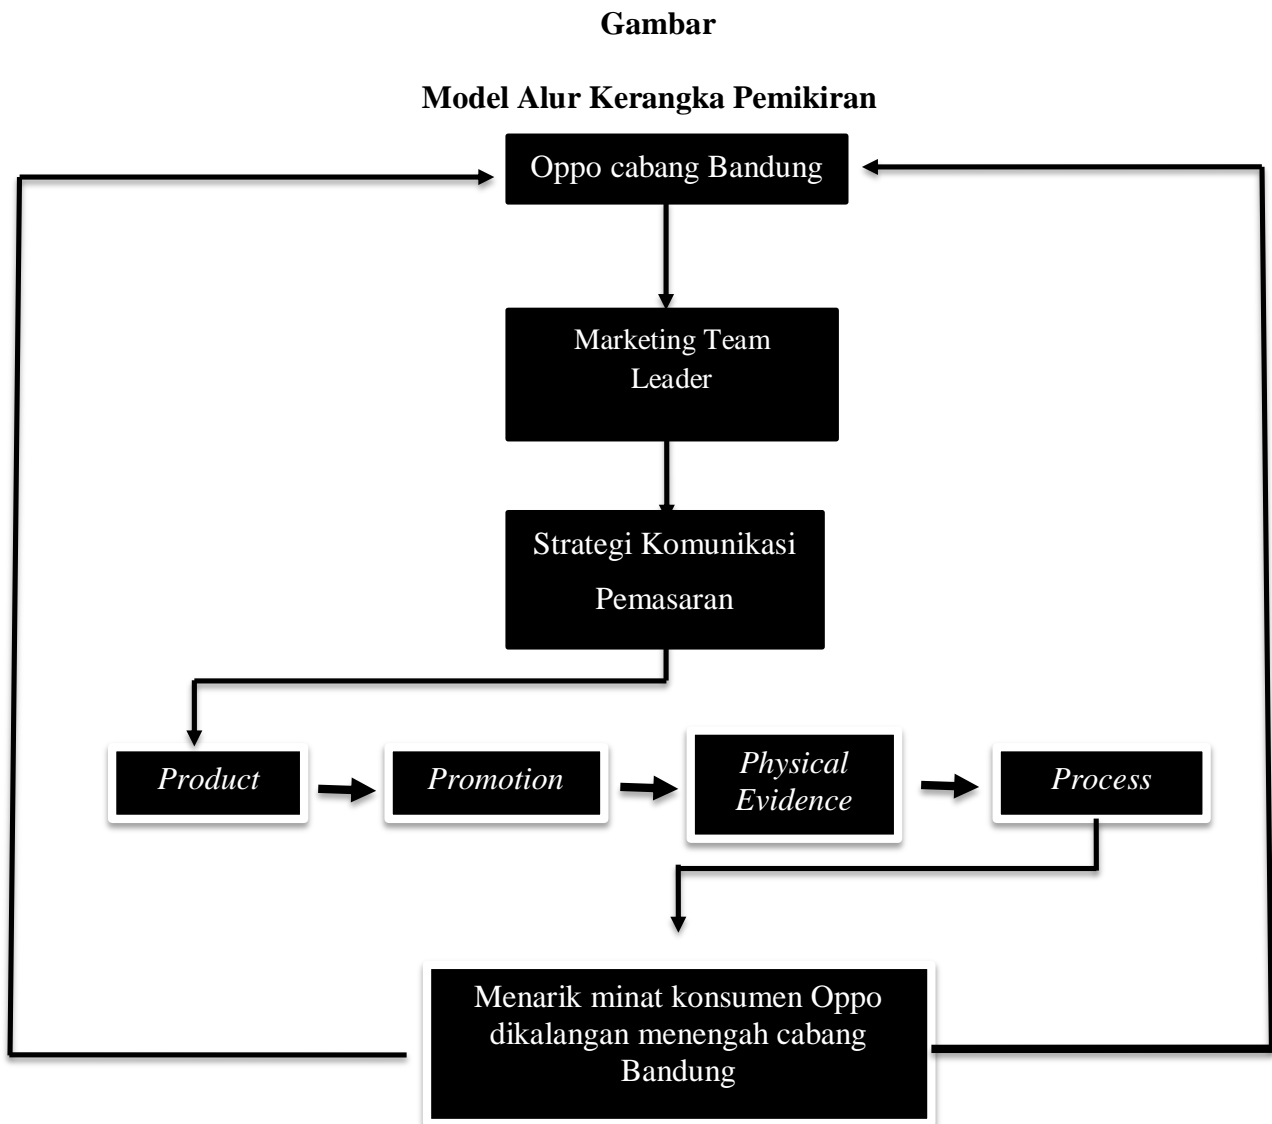 Gambar
Model Alur Kerangka Pemikiran
Oppo cabang Bandung
Marketing Team
Leader
Strategi Komunikasi
Pemasaran
Product
Promotion
Physical
Evidence
Process
Menarik minat konsumen Oppo
dikalangan menengah cabang
Bandung